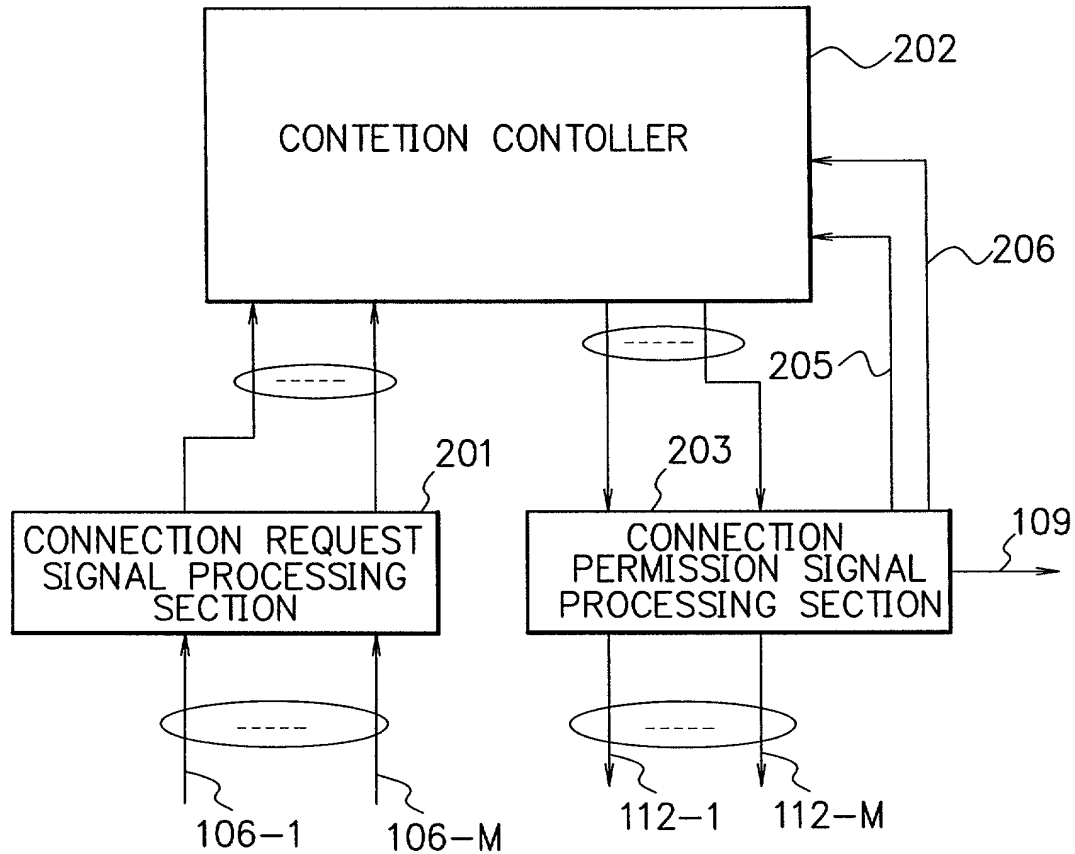 202
CONTETION CONTOLLER
206
205
201
203
CONNECTION REQUEST
SIGNAL PROCESSING
SECTION
CONNECTION
PERMISSION SIGNAL
PROCESSING SECTION
109
106-1
106-M
112-1
112-M